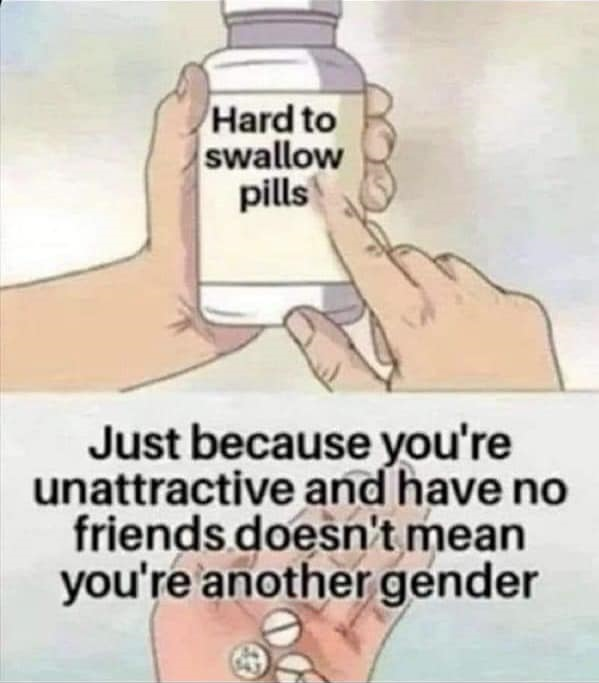 Hard to
swallow
pills
Just because you're
unattractive and have no
friends doesn't mean
you're another gender